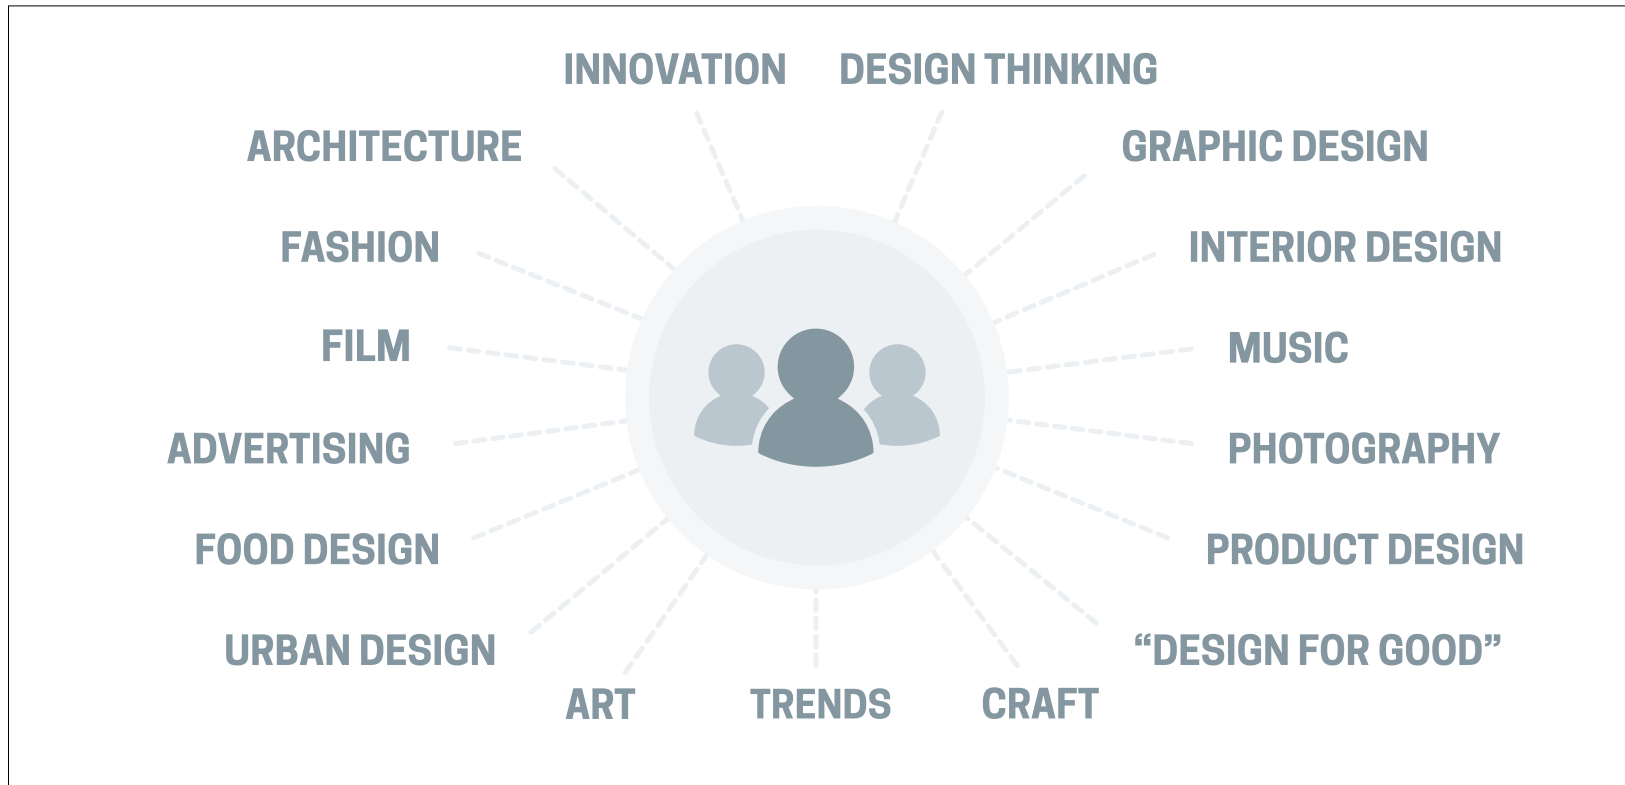 INNOVATION
DESIGN THINKING
ARCHITECTURE
GRAPHIC DESIGN
FASHION
INTERIOR DESIGN
FILM
MUSIC
ADVERTISING
PHOTOGRAPHY
FOOD DESIGN
PRODUCT DESIGN
URBAN DESIGN
“DESIGN FOR GOOD”
ART
TRENDS
CRAFT